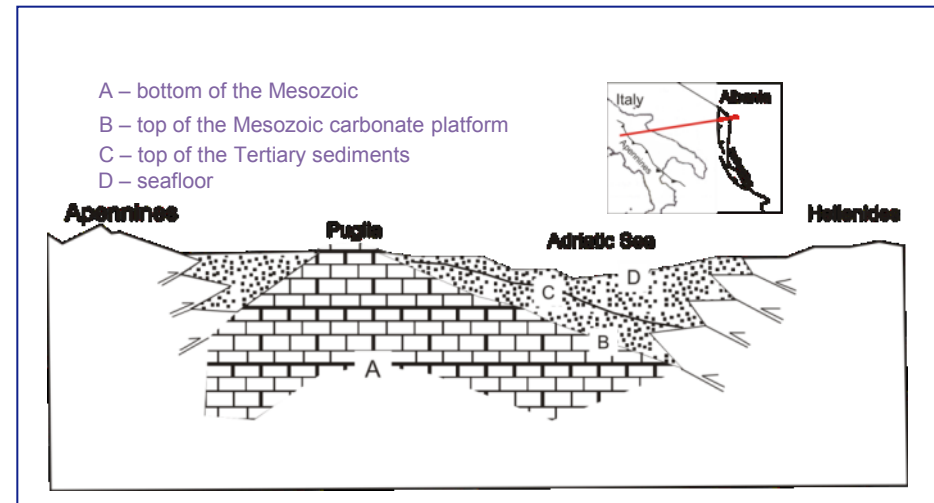 A – bottom of the Mesozoic
B – top of the Mesozoic carbonate platform
C – top of the Tertiary sediments
D – seafloor
Italy
Albania
Apennines
Apennines
Puglia
Adriatic Sea
Hellenides
D
C
B
A